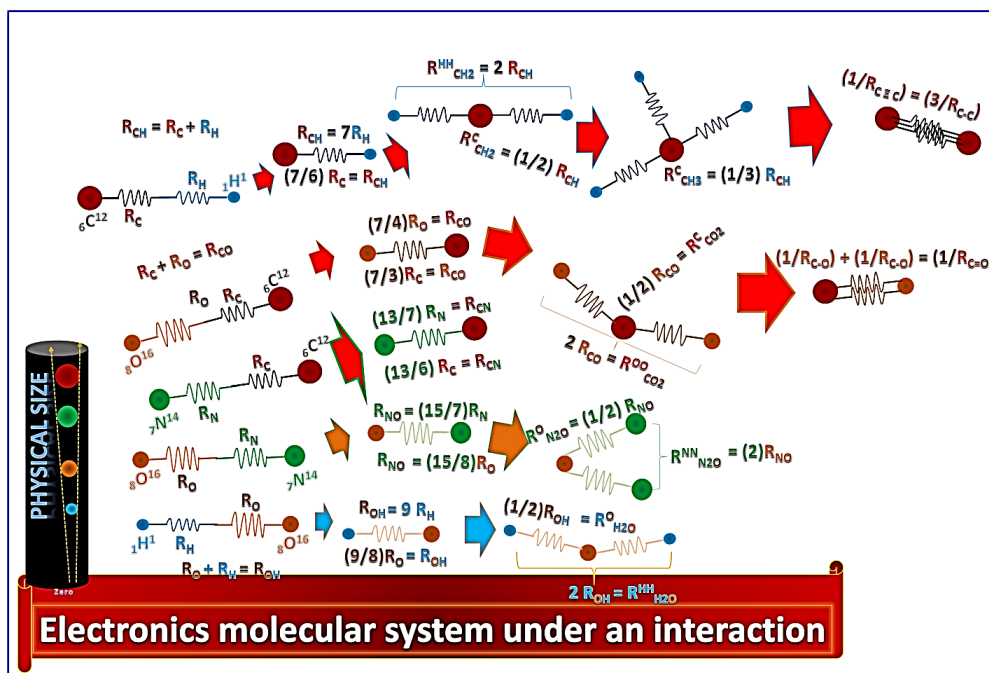 R^HH_CH2 = 2 R_CH
R_CH = R_C + R_H
R_CH = 7R_H
(7/6) R_C = R_CH
R^C_CH2 = (1/2) R_CH
R^C_CH3 = (1/3) R_CH
(1/R_C≡C) = (3/R_C-C)
R_H
₁H¹
₆C¹²
R_C
R_C + R_O = R_CO
(7/4)R_O = R_CO
(7/3)R_C = R_CO
(1/2) R_CO = R^C_CO2
2 R_CO = R^OO_CO2
(1/R_C-O) + (1/R_C-O) = (1/R_C=O)
₆C¹²
R_O
R_C
₈O¹⁶
(13/7) R_N = R_CN
(13/6) R_C = R_CN
₆C¹²
R_C
R_N
₇N¹⁴
R_NO = (15/7)R_N
R_NO = (15/8)R_O
R^O_N2O = (1/2) R_NO
R^NN_N2O = (2)R_NO
R_N
₈O¹⁶
R_O
₇N¹⁴
R_OH = 9 R_H
(9/8)R_O = R_OH
(1/2)R_OH = R^O_H2O
2 R_OH = R^HH_H2O
R_O
₁H¹
R_H
₈O¹⁶
R_O + R_H = R_OH
PHYSICAL SIZE
Zero
Electronics molecular system under an interaction